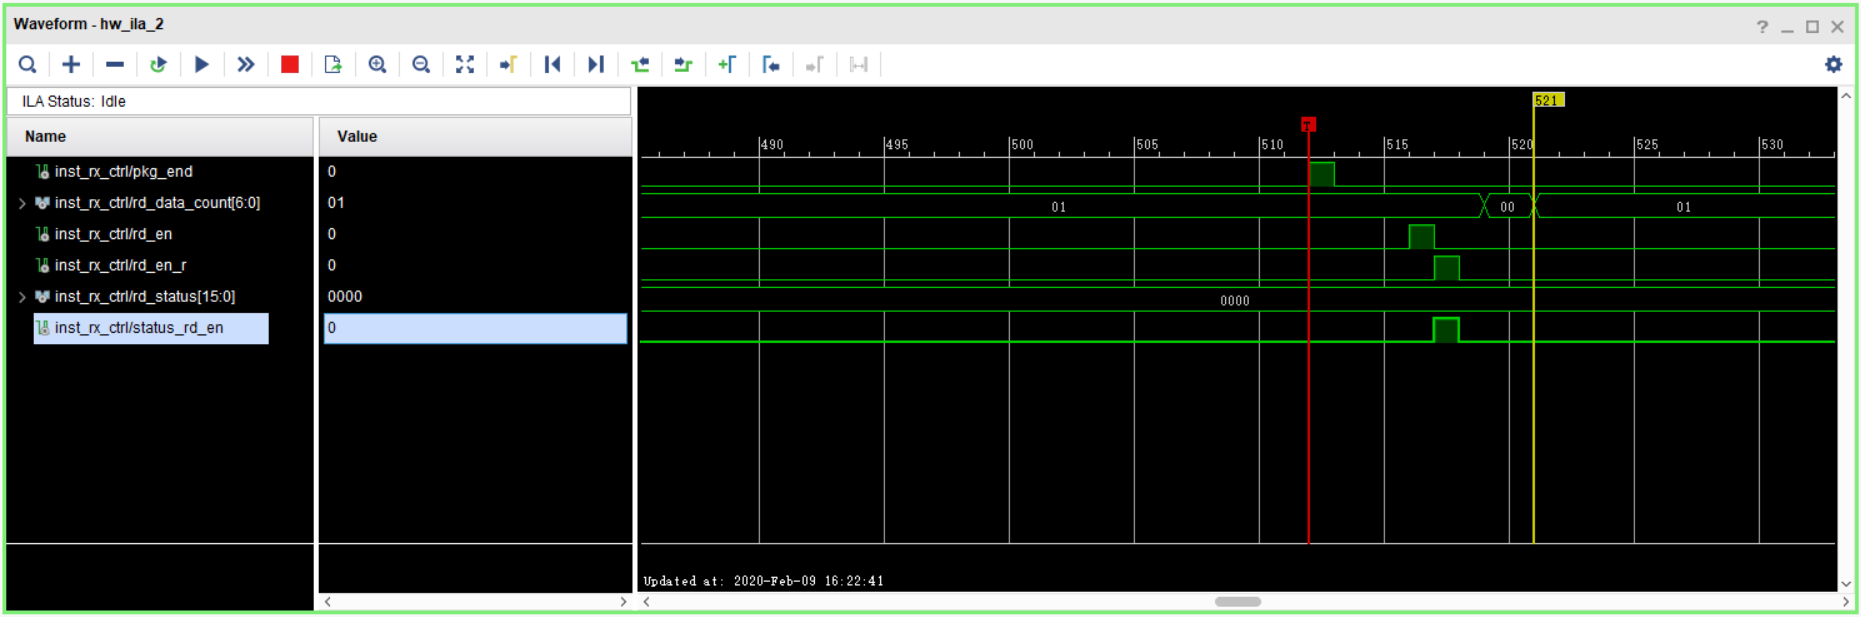 Waveform - hw_ila_2
ILA Status: Idle
Name Value
inst_rx_ctrl/pkg_end 0
inst_rx_ctrl/rd_data_count[6:0] 01
inst_rx_ctrl/rd_en 0
inst_rx_ctrl/rd_en_r 0
inst_rx_ctrl/rd_status[15:0] 0000
inst_rx_ctrl/status_rd_en 0
521
T
490 495 500 505 510 515 520 525 530
01 00 01
0000
Updated at: 2020-Feb-09 16:22:41